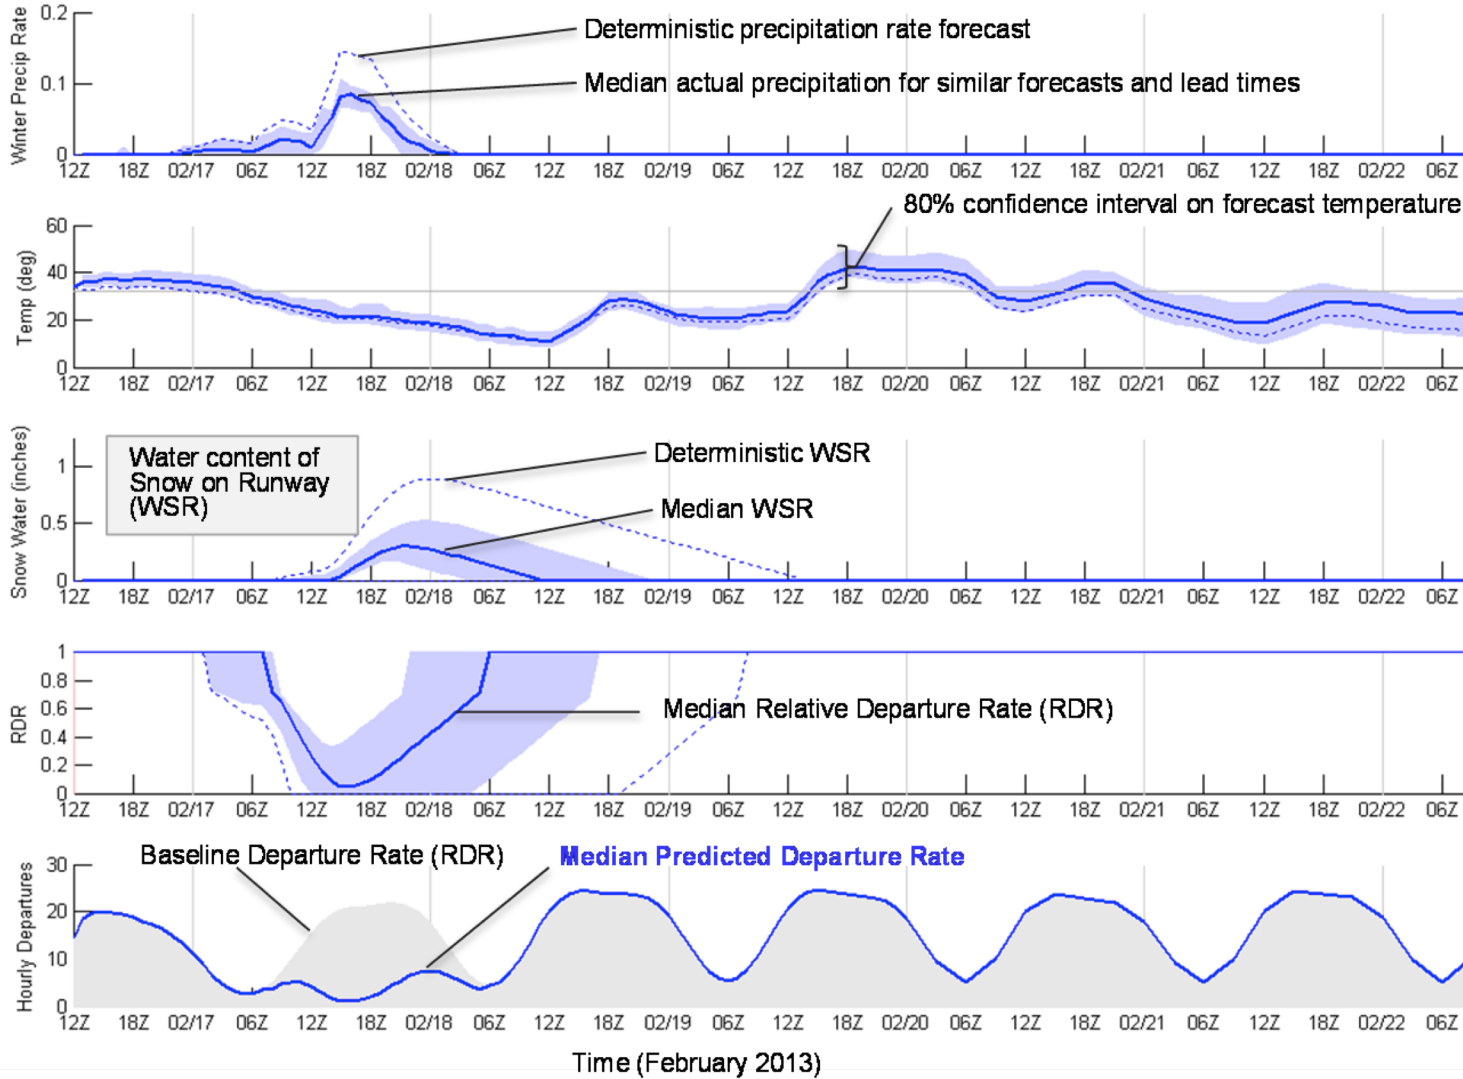 0.2
Deterministic precipitation rate forecast
0.1
Median actual precipitation for similar forecasts and lead times
0
Winter Precip Rate
12Z 18Z 02/17 06Z 12Z 18Z 02/18 06Z 12Z 18Z 02/19 06Z 12Z 18Z 02/20 06Z 12Z 18Z 02/21 06Z 12Z 18Z 02/22 06Z
80% confidence interval on forecast temperature
60
40
20
0
Temp (deg)
12Z 18Z 02/17 06Z 12Z 18Z 02/18 06Z 12Z 18Z 02/19 06Z 12Z 18Z 02/20 06Z 12Z 18Z 02/21 06Z 12Z 18Z 02/22 06Z
Water content of
Snow on Runway
(WSR)
Deterministic WSR
Median WSR
1
0.5
0
Snow Water (inches)
12Z 18Z 02/17 06Z 12Z 18Z 02/18 06Z 12Z 18Z 02/19 06Z 12Z 18Z 02/20 06Z 12Z 18Z 02/21 06Z 12Z 18Z 02/22 06Z
1
0.8
0.6
0.4
0.2
0
RDR
Median Relative Departure Rate (RDR)
12Z 18Z 02/17 06Z 12Z 18Z 02/18 06Z 12Z 18Z 02/19 06Z 12Z 18Z 02/20 06Z 12Z 18Z 02/21 06Z 12Z 18Z 02/22 06Z
Baseline Departure Rate (RDR)
Median Predicted Departure Rate
30
20
10
0
Hourly Departures
12Z 18Z 02/17 06Z 12Z 18Z 02/18 06Z 12Z 18Z 02/19 06Z 12Z 18Z 02/20 06Z 12Z 18Z 02/21 06Z 12Z 18Z 02/22 06Z
Time (February 2013)